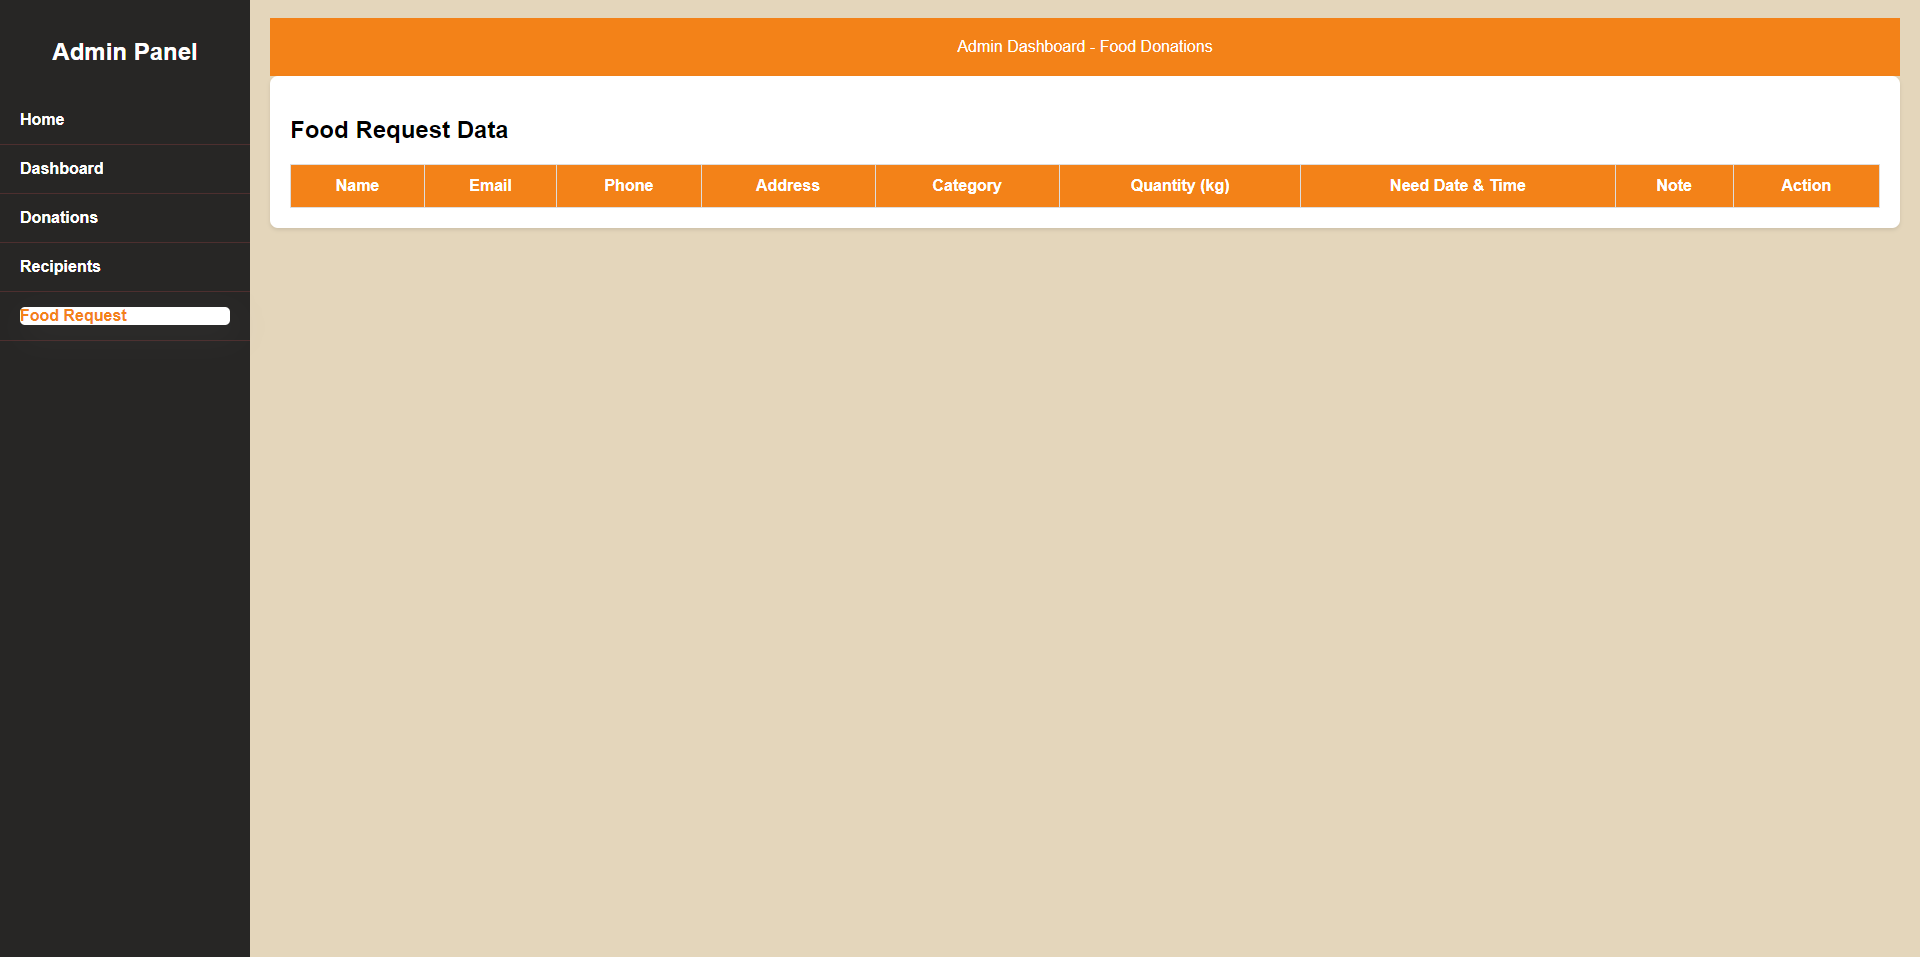 Admin Panel
Home
Dashboard
Donations
Recipients
Food Request
Admin Dashboard - Food Donations
Food Request Data
Name Email Phone Address Category Quantity (kg) Need Date & Time Note Action